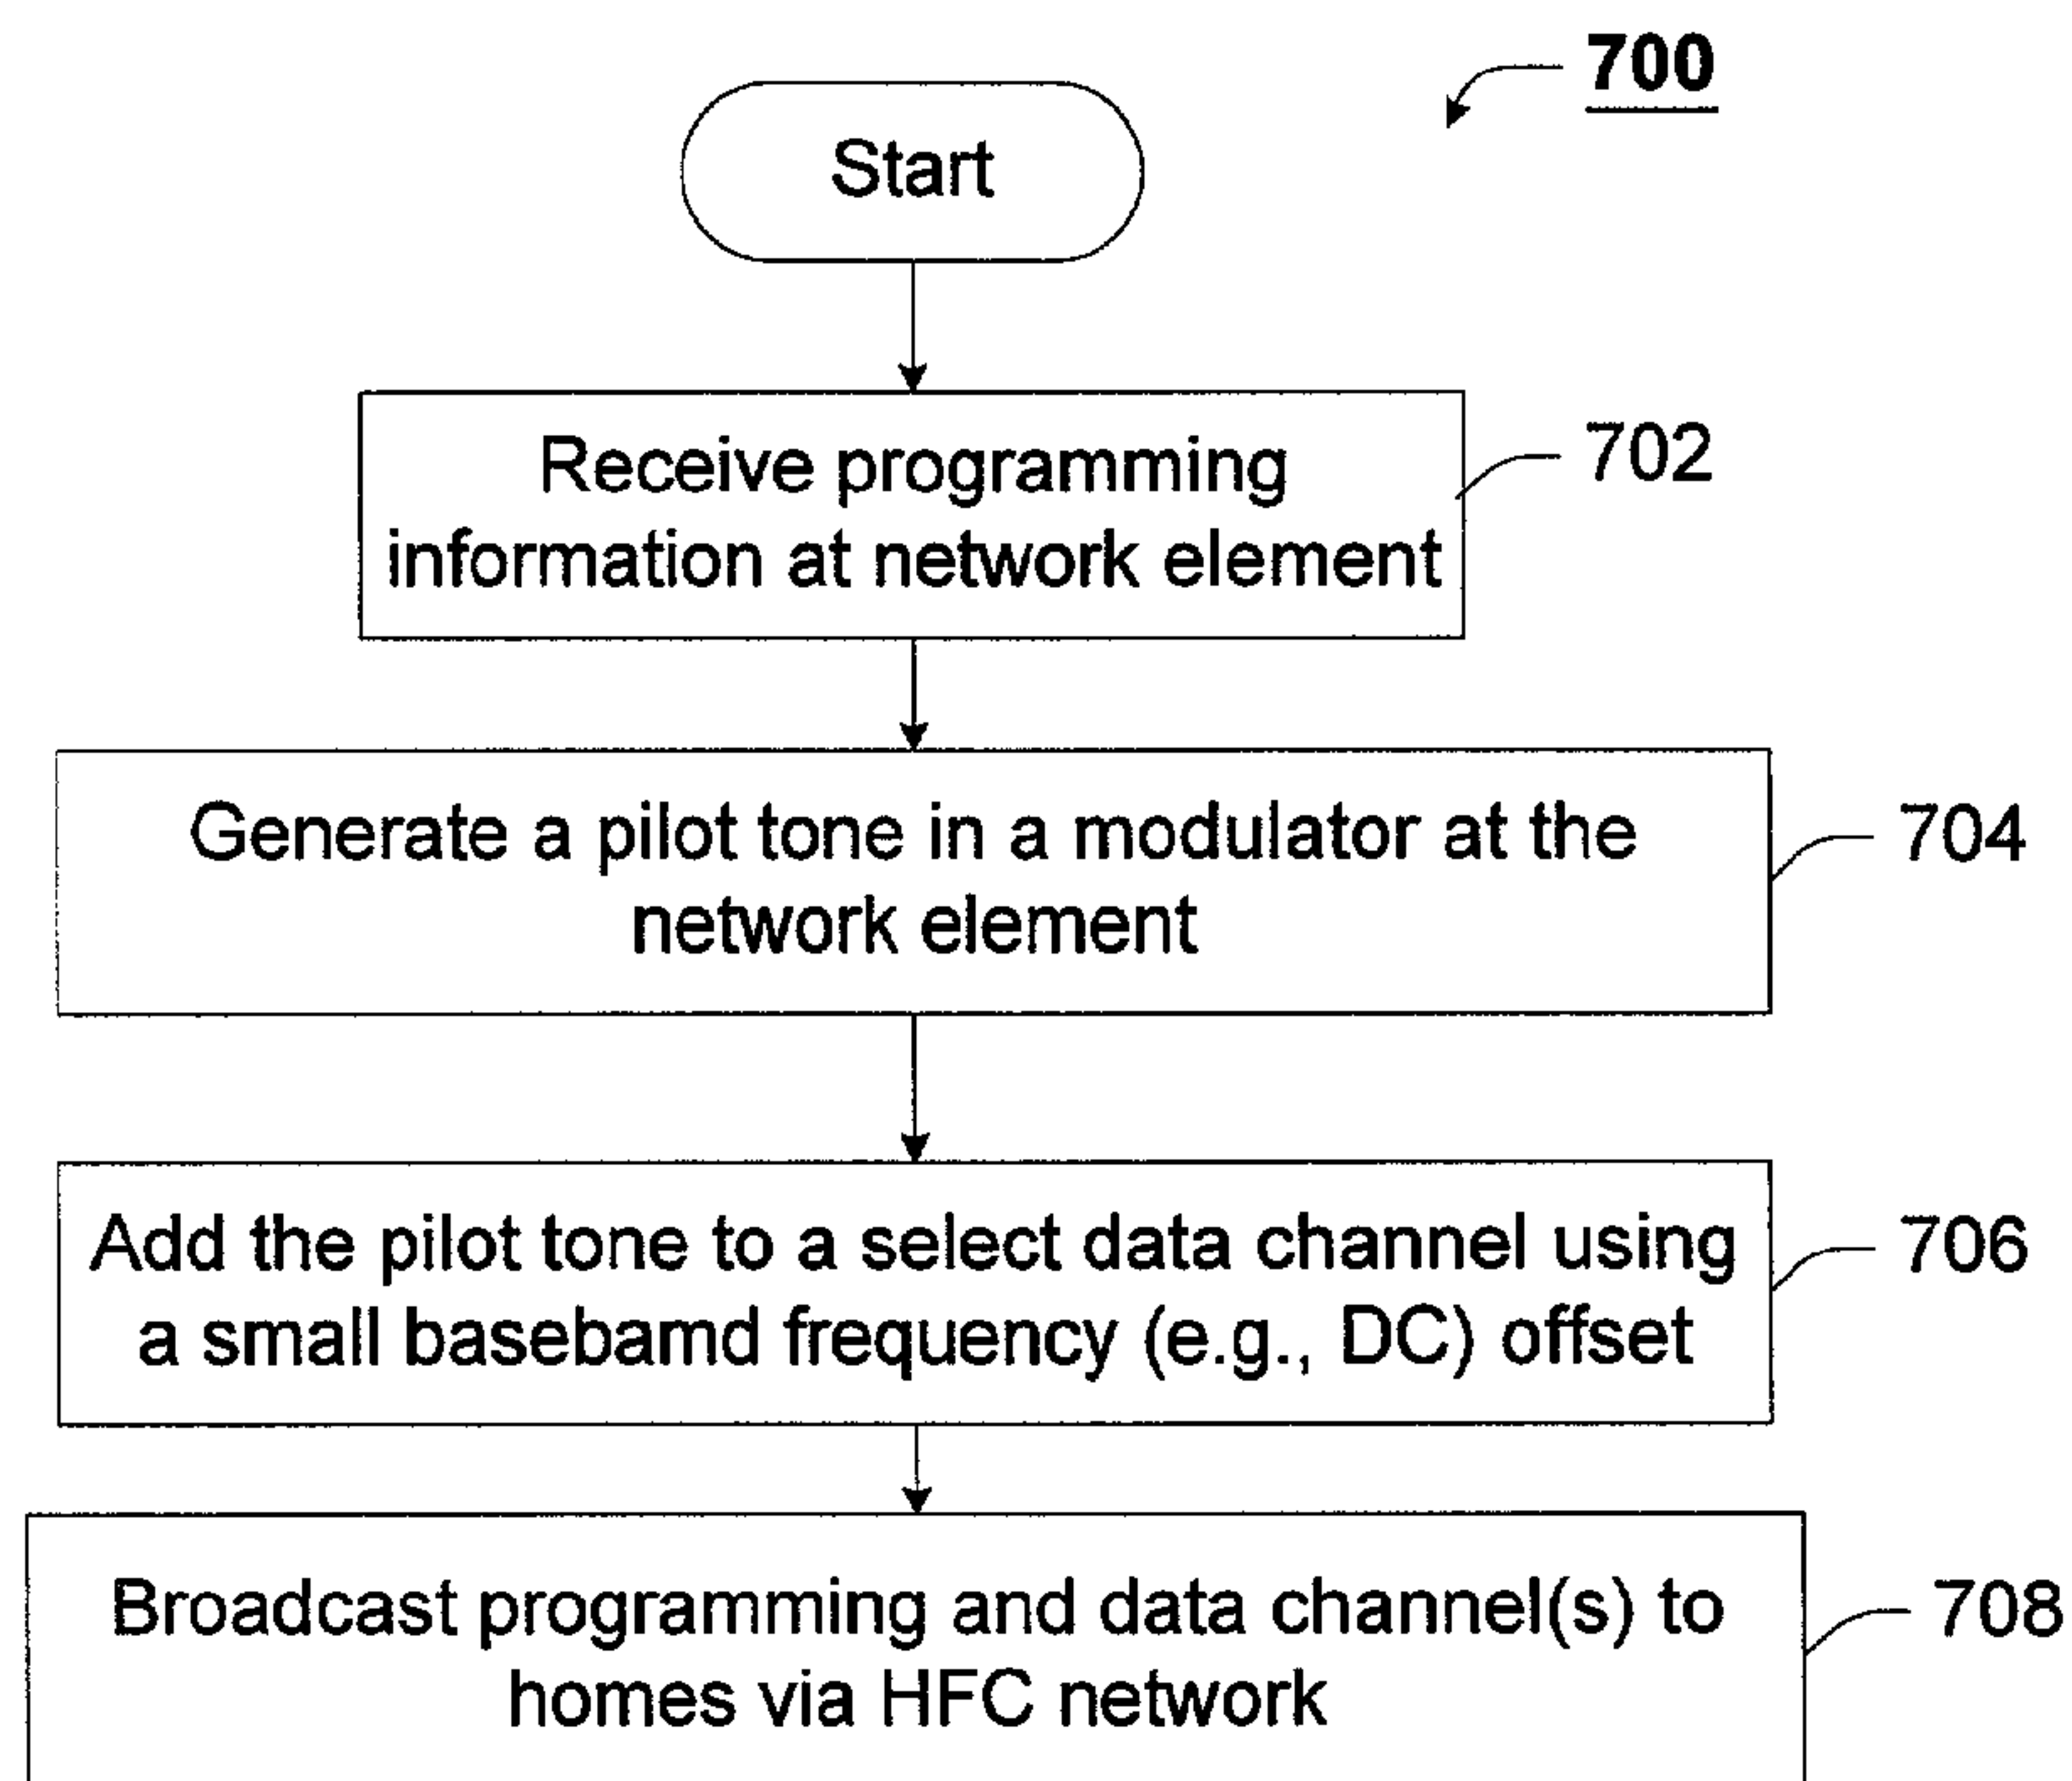 700
Start
Receive programming
information at network element
702
Generate a pilot tone in a modulator at the
network element
704
Add the pilot tone to a select data channel using
a small basebamd frequency (e.g., DC) offset
706
Broadcast programming and data channel(s) to
homes via HFC network
708